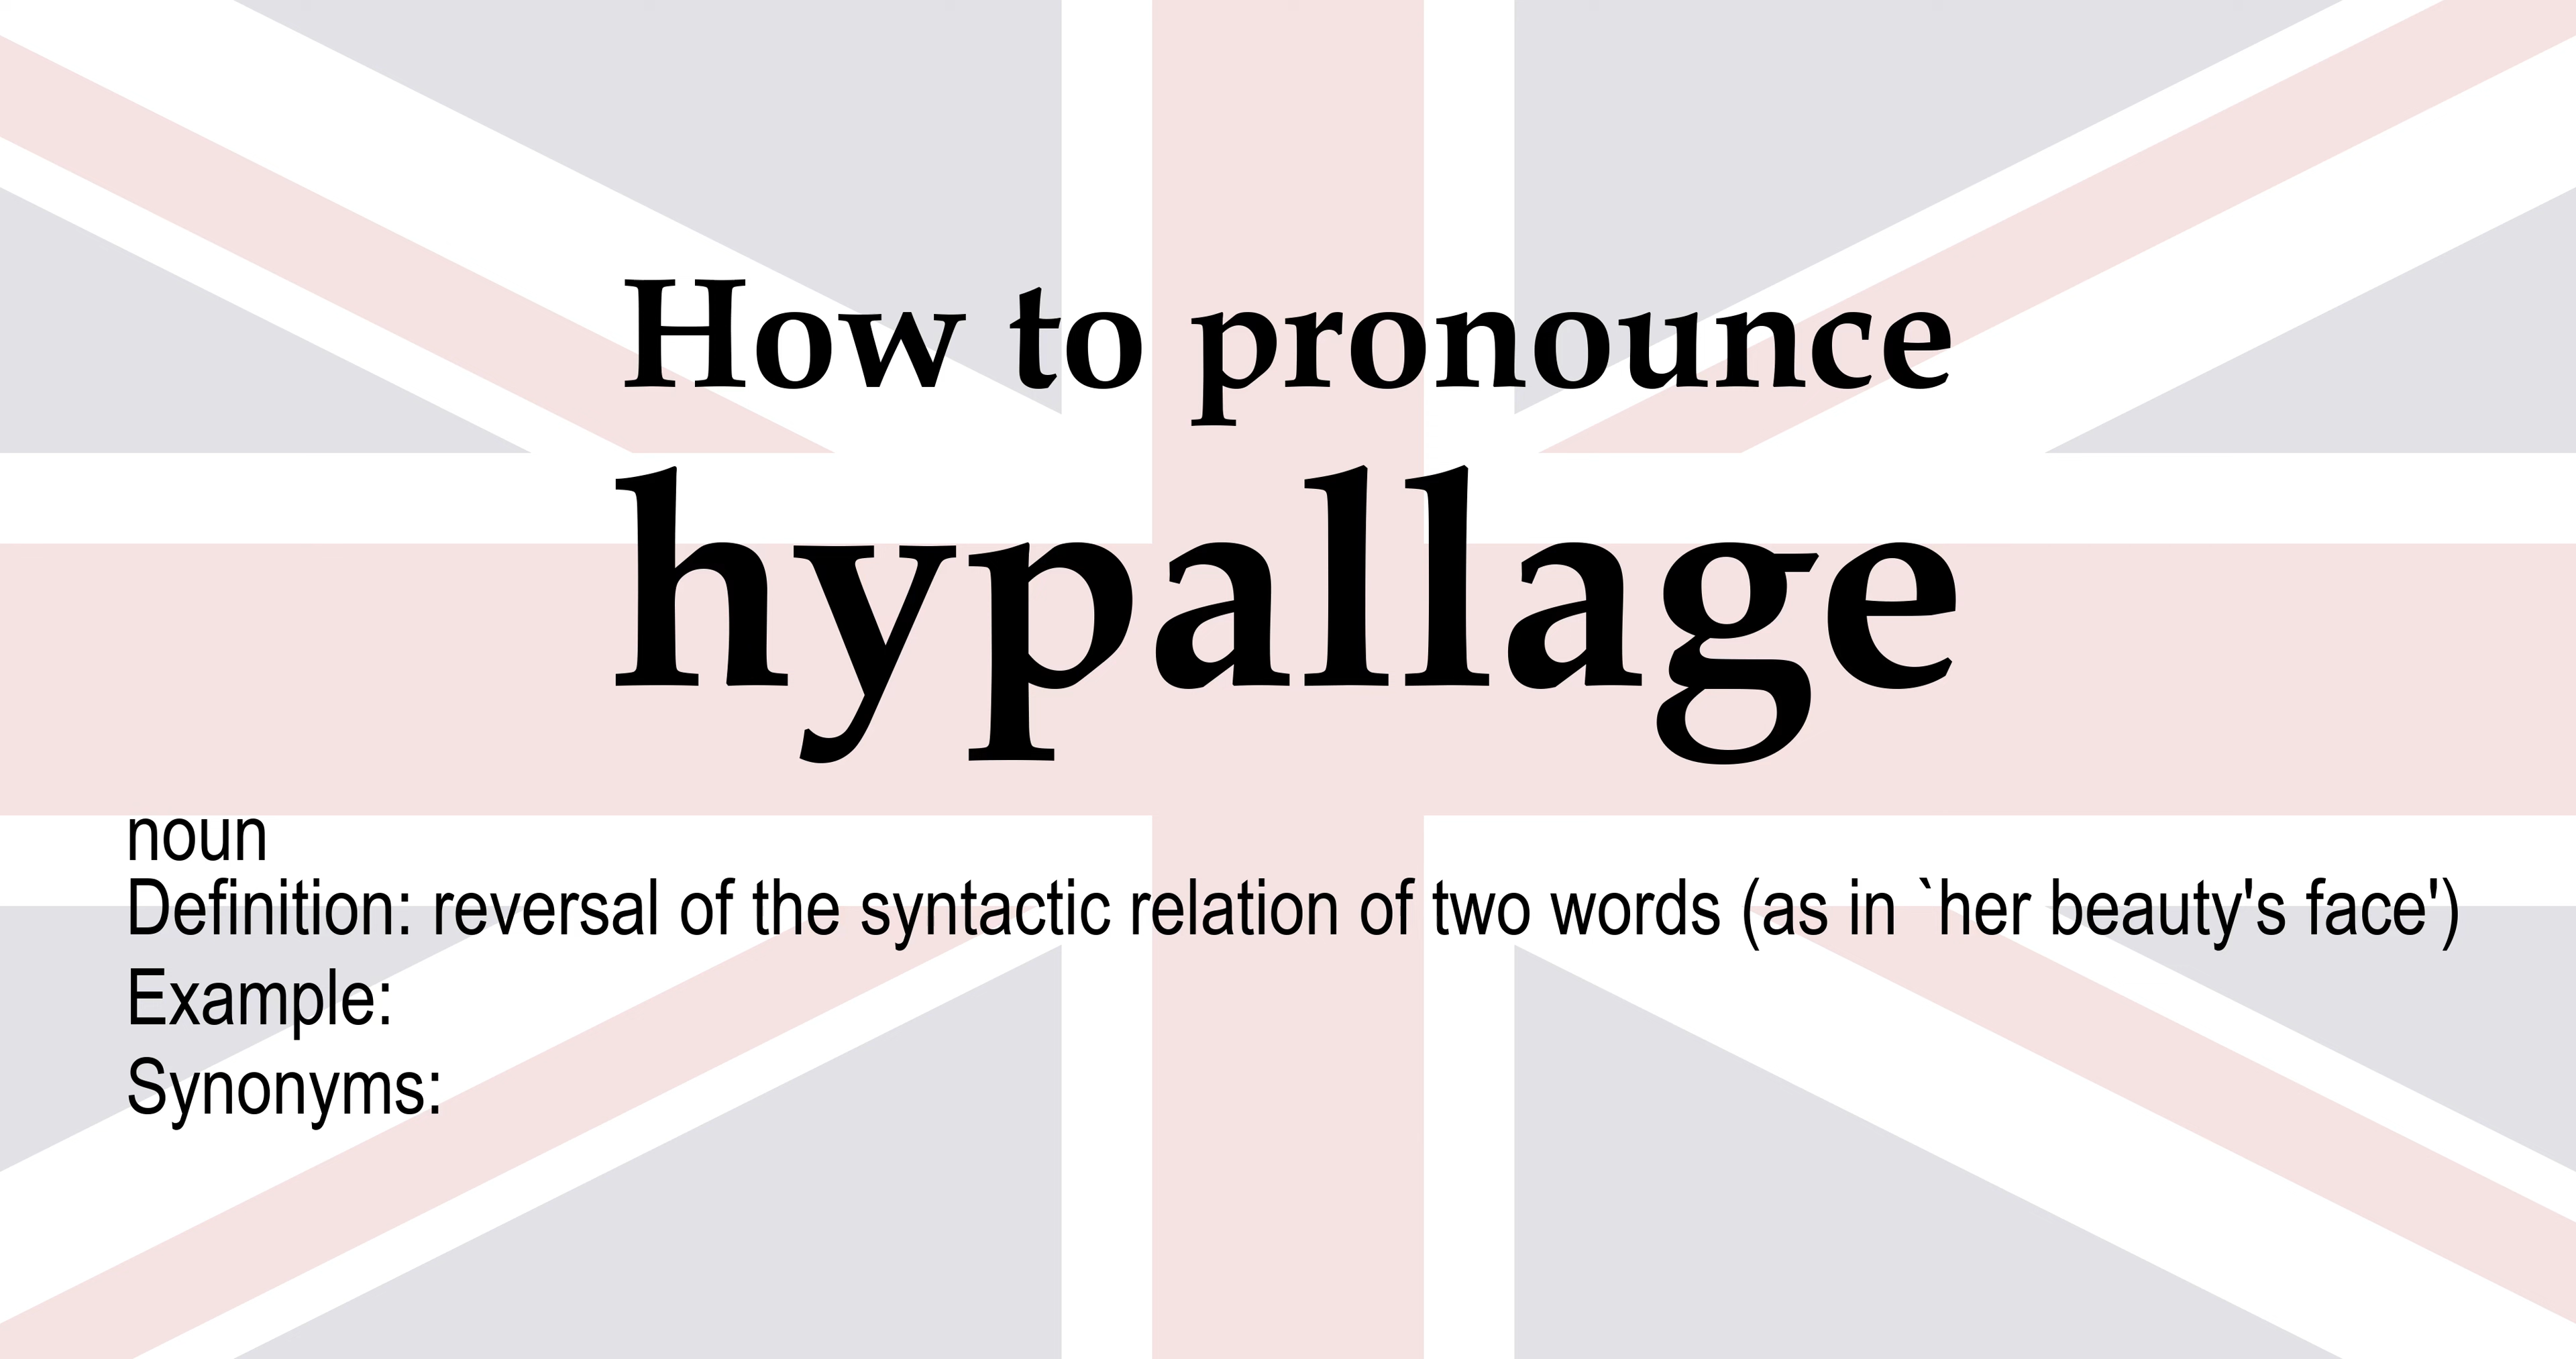 How to pronounce
hypallage
noun
Definition: reversal of the syntactic relation of two words (as in `her beauty's face')
Example:
Synonyms: